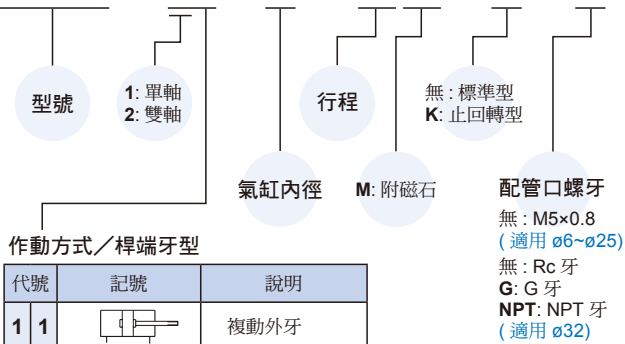 型號
1: 單軸
2: 雙軸
行程
無 : 標準型
K: 止回轉型
氣缸內徑
M: 附磁石
配管口螺牙
無 : M5×0.8
( 適用 ø6~ø25)
無 : Rc 牙
G: G 牙
NPT: NPT 牙
( 適用 ø32)
作動方式／桿端牙型
代號 記號 說明
1 1 複動外牙